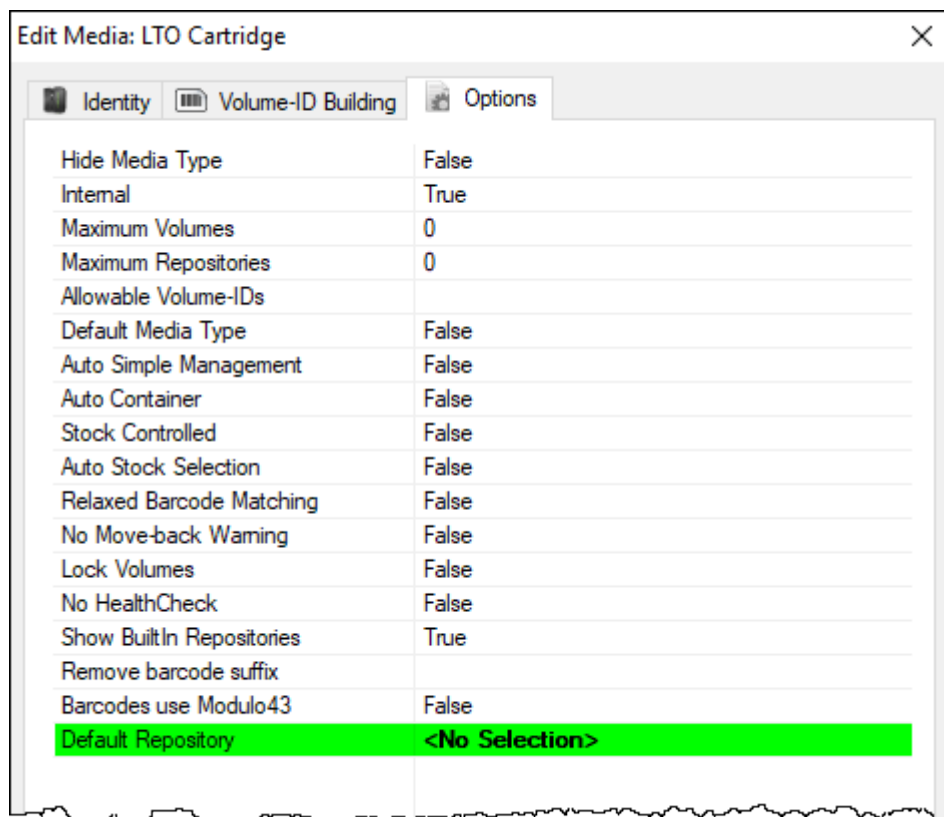 Edit Media: LTO Cartridge
Identity Volume-ID Building Options
Hide Media Type False
Internal True
Maximum Volumes 0
Maximum Repositories 0
Allowable Volume-IDs
Default Media Type False
Auto Simple Management False
Auto Container False
Stock Controlled False
Auto Stock Selection False
Relaxed Barcode Matching False
No Move-back Warning False
Lock Volumes False
No HealthCheck False
Show BuiltIn Repositories True
Remove barcode suffix
Barcodes use Modulo43 False
Default Repository <No Selection>